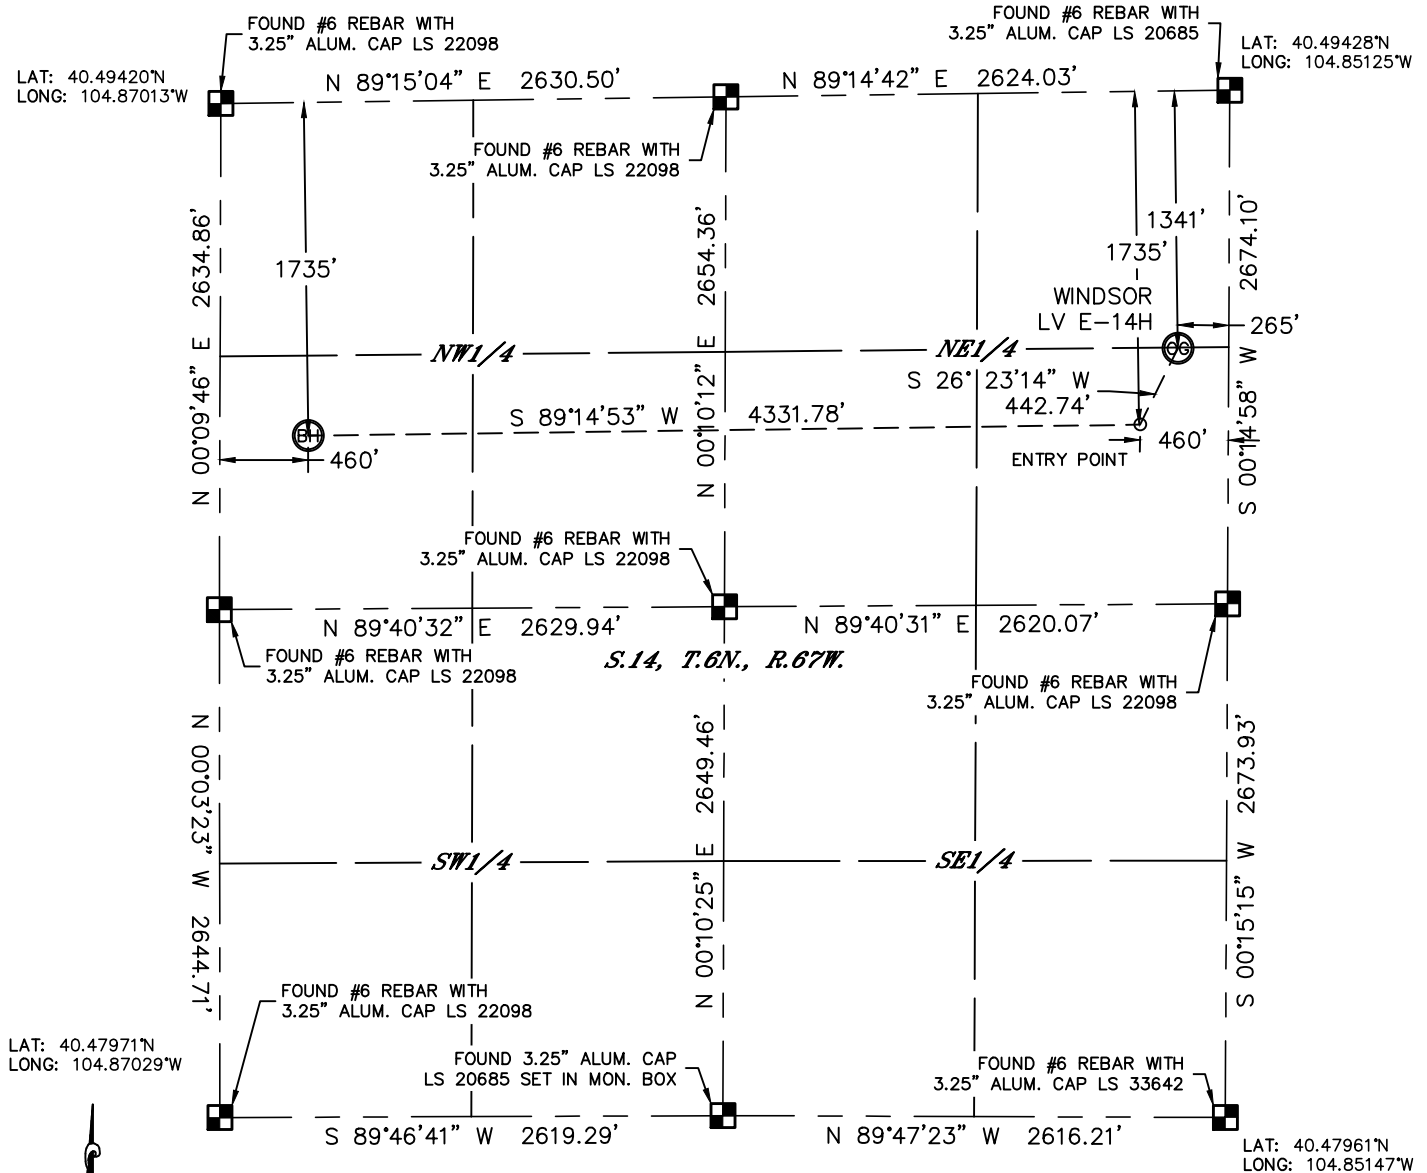 FOUND #6 REBAR WITH
3.25” ALUM. CAP LS 22098
FOUND #6 REBAR WITH
3.25” ALUM. CAP LS 20685
LAT: 40.49420°N
LONG: 104.87013°W
LAT: 40.49428°N
LONG: 104.85125°W
N 89°15’04” E 2630.50’
N 89°14’42” E 2624.03’
FOUND #6 REBAR WITH
3.25” ALUM. CAP LS 22098
N 00°09’46” E 2634.86’
1735’
N 00°10’12” E 2654.36’
1735’
1341’
S 00°14’58” W 2674.10’
WINDSOR
LV E-14H
265’
NW1/4
NE1/4
OG
S 26° 23’14” W
442.74’
S 89°14’53” W 4331.78’
BH
460’
460’
ENTRY POINT
FOUND #6 REBAR WITH
3.25” ALUM. CAP LS 22098
N 89°40’32” E 2629.94’
N 89°40’31” E 2620.07’
S.14, T.6N., R.67W.
FOUND #6 REBAR WITH
3.25” ALUM. CAP LS 22098
FOUND #6 REBAR WITH
3.25” ALUM. CAP LS 22098
N 00°03’23” W 2644.71’
N 00°10’25” E 2649.46’
S 00°15’15” W 2673.93’
SW1/4
SE1/4
FOUND #6 REBAR WITH
3.25” ALUM. CAP LS 22098
LAT: 40.47971°N
LONG: 104.87029°W
FOUND 3.25” ALUM. CAP
LS 20685 SET IN MON. BOX
FOUND #6 REBAR WITH
3.25” ALUM. CAP LS 33642
S 89°46’41” W 2619.29’
N 89°47’23” W 2616.21’
LAT: 40.47961°N
LONG: 104.85147°W